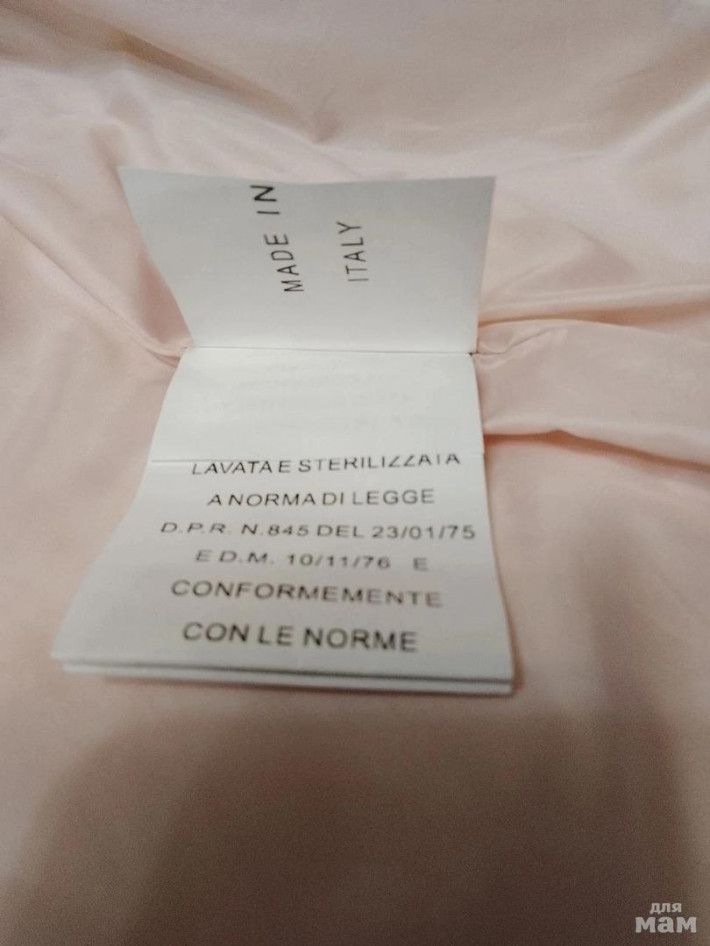 MADE IN
ITALY
LAVATA E STERILIZZATA
A NORMA DI LEGGE
D.P.R. N.845 DEL 23/01/75
E D.M. 10/11/76 E
CONFORMEMENTE
CON LE NORME
для
мам